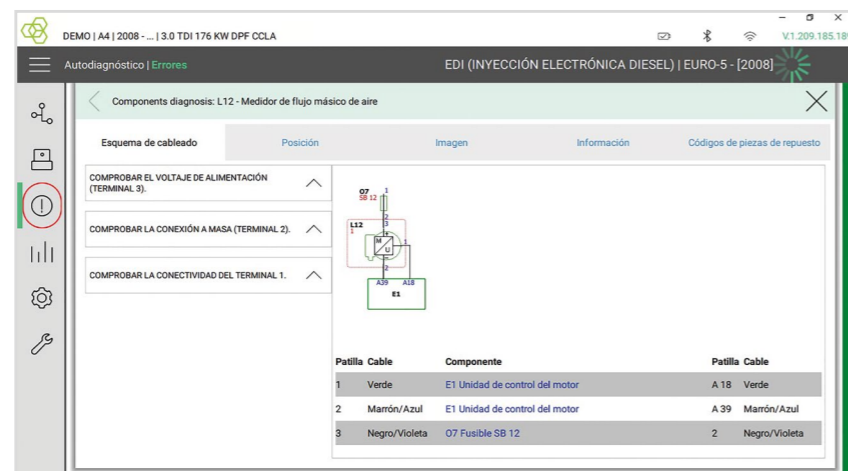 DEMO | A4 | 2008 - ... | 3.0 TDI 176 KW DPF CCLA
V.1.209.185.189
Autodiagnóstico | Errores
EDI (INYECCIÓN ELECTRÓNICA DIESEL) | EURO-5 - [2008]
Components diagnosis: L12 - Medidor de flujo másico de aire
Esquema de cableado Posición Imagen Información Códigos de piezas de repuesto
COMPROBAR EL VOLTAJE DE ALIMENTACIÓN
(TERMINAL 3).
COMPROBAR LA CONEXIÓN A MASA (TERMINAL 2).
COMPROBAR LA CONECTIVIDAD DEL TERMINAL 1.
O7 1
SB 12
2
L12 3
1
M
U 1
2
A39 A18
E1
Patilla Cable Componente Patilla Cable
1 Verde E1 Unidad de control del motor A 18 Verde
2 Marrón/Azul E1 Unidad de control del motor A 39 Marrón/Azul
3 Negro/Violeta O7 Fusible SB 12 2 Negro/Violeta